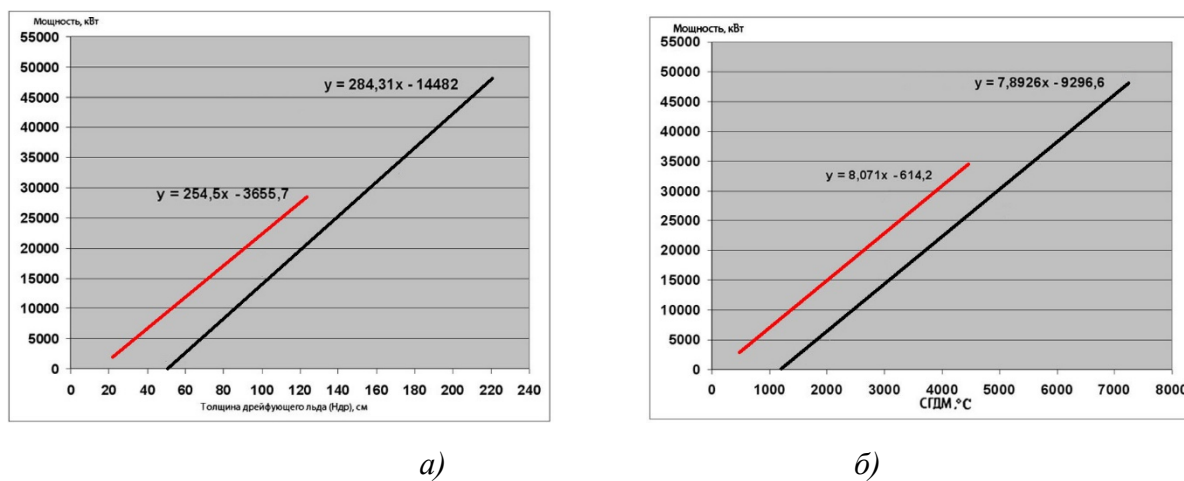 Мощность, кВт
55000
50000
45000
40000
35000
30000
25000
20000
15000
10000
5000
0
y = 284,31x - 14482
y = 254,5x - 3655,7
0 20 40 60 80 100 120 140 160 180 200 220 240
Толщина дрейфующего льда (Hдр), см
а)
Мощность, кВт
55000
50000
45000
40000
35000
30000
25000
20000
15000
10000
5000
0
y = 7,8926x - 9296,6
y = 8,071x - 614,2
0 1000 2000 3000 4000 5000 6000 7000 8000
СГДМ,°C
б)